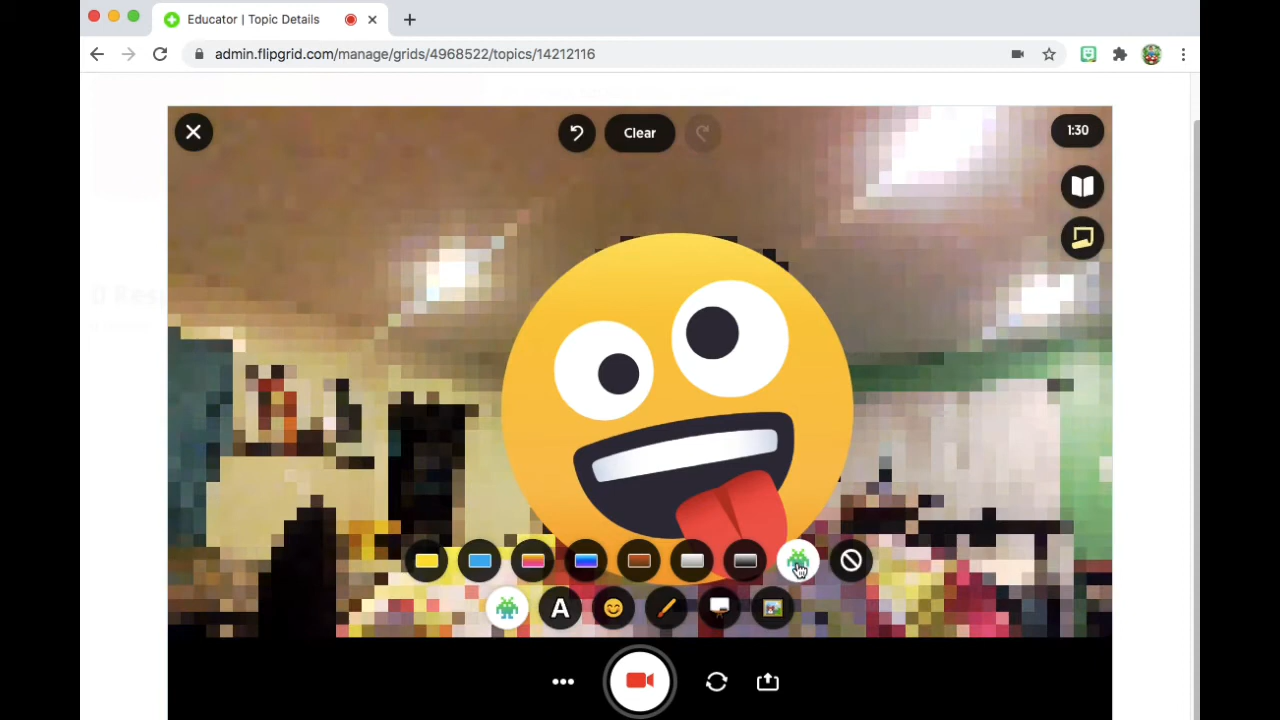 Educator | Topic Details
admin.flipgrid.com/manage/grids/4968522/topics/14212116
Clear
1:30
A